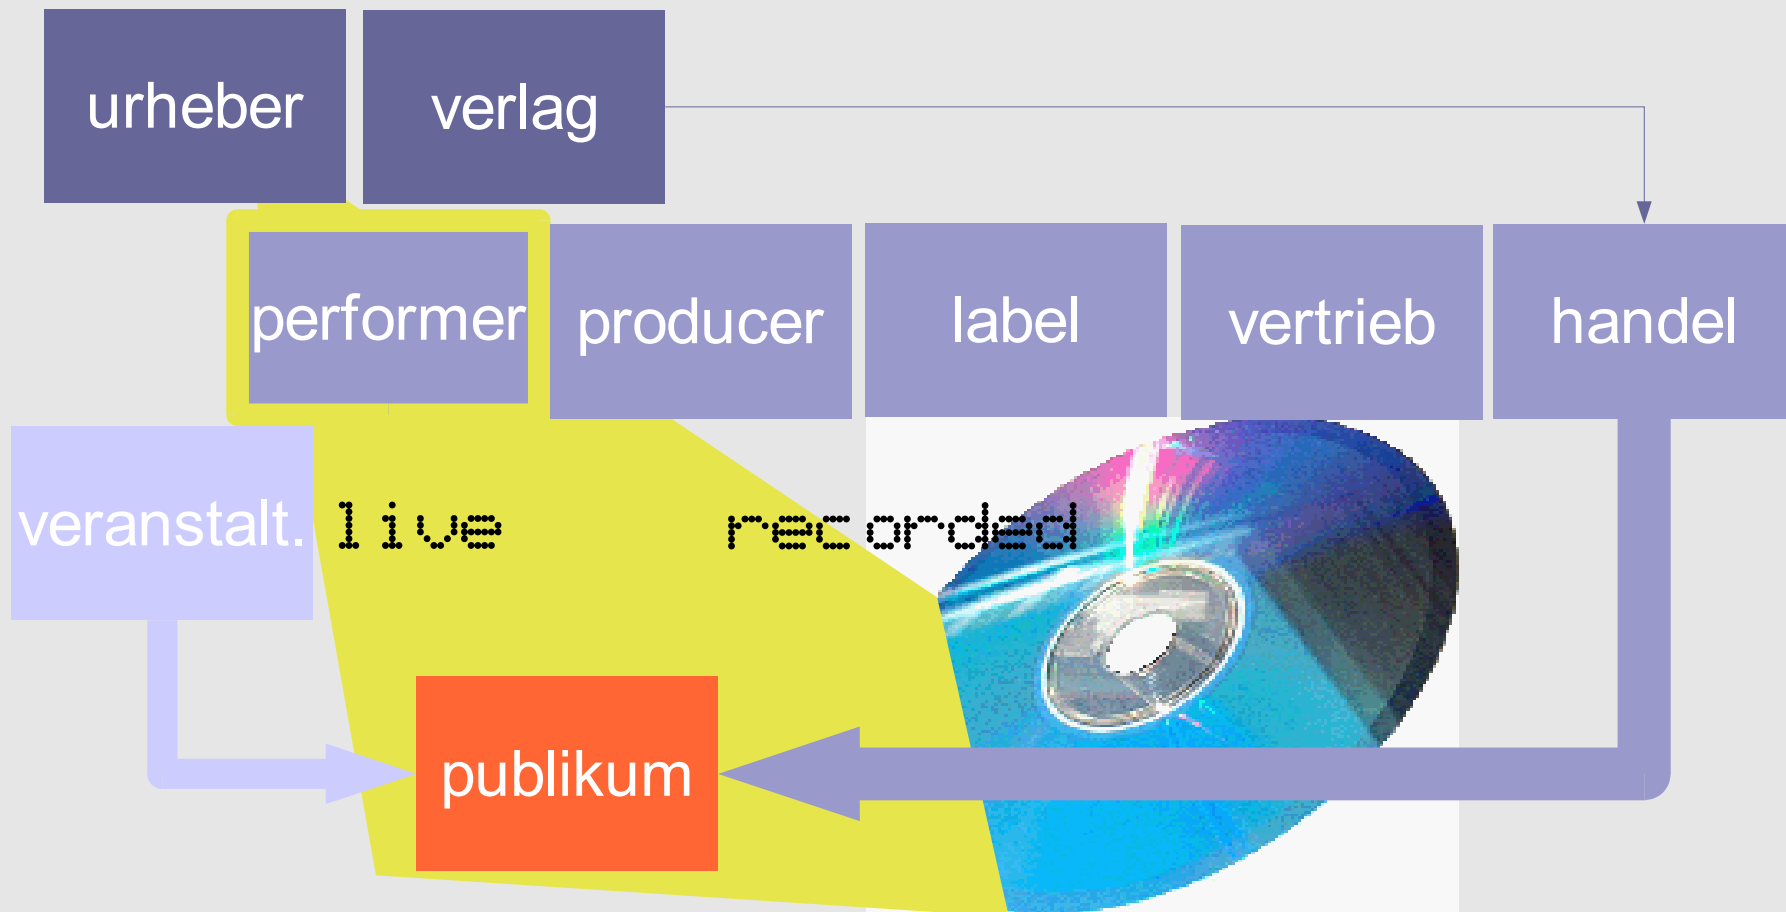 urheber
verlag
performer
producer
label
vertrieb
handel
veranstalt.
live
recorded
publikum